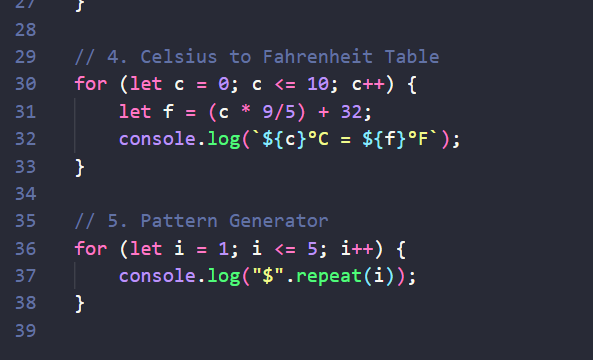 27 }
28
29 // 4. Celsius to Fahrenheit Table
30 for (let c = 0; c <= 10; c++) {
31 let f = (c * 9/5) + 32;
32 console.log(`${c}°C = ${f}°F`);
33 }
34
35 // 5. Pattern Generator
36 for (let i = 1; i <= 5; i++) {
37 console.log("$".repeat(i));
38 }
39